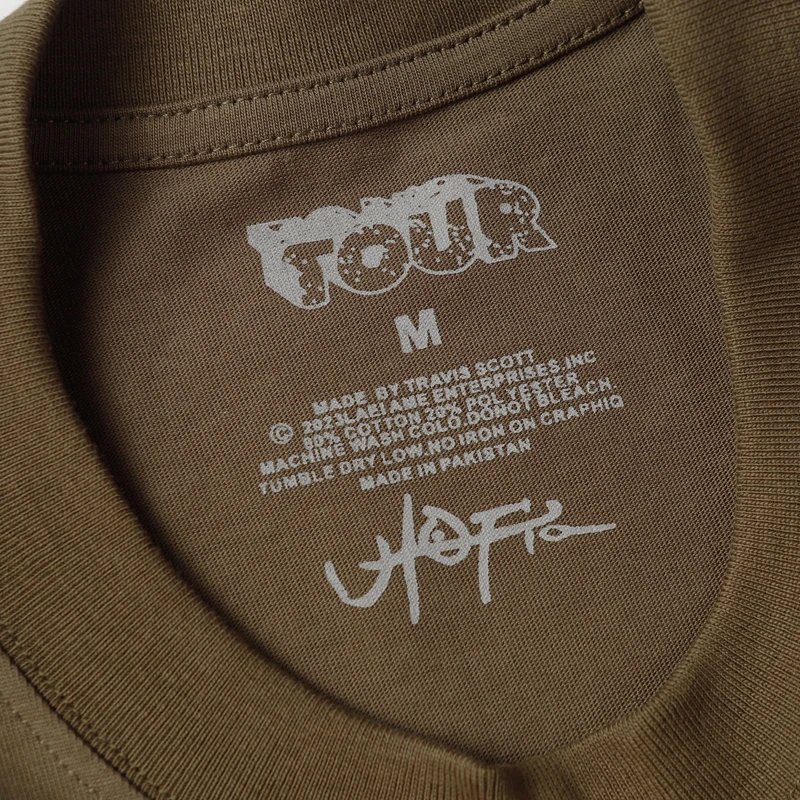 TOUR
M
MADE BY TRAVIS SCOTT
© 2023LAEI AME ENTERPRISES.INC
80% COTTON 20% POLYESTER
MACHINE WASH COLD.DONOT BLEACH.
TUMBLE DRY LOW.NO IRON ON CRAPHIQ
MADE IN PAKISTAN